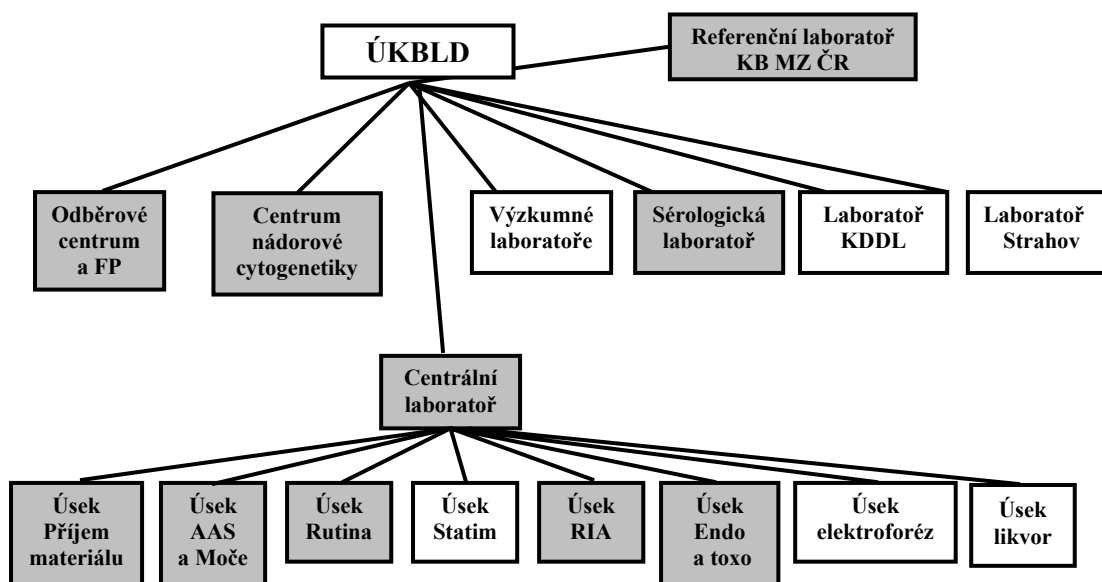 ÚKBLD
Referenční laboratoř
KB MZ ČR
Odběrové
centrum
a FP
Centrum
nádorové
cytogenetiky
Výzkumné
laboratoře
Sérologická
laboratoř
Laboratoř
KDDL
Laboratoř
Strahov
Centrální
laboratoř
Úsek
Příjem
materiálu
Úsek
AAS
a Moče
Úsek
Rutina
Úsek
Statim
Úsek
RIA
Úsek
Endo
a toxo
Úsek
elektroforéz
Úsek
likvor